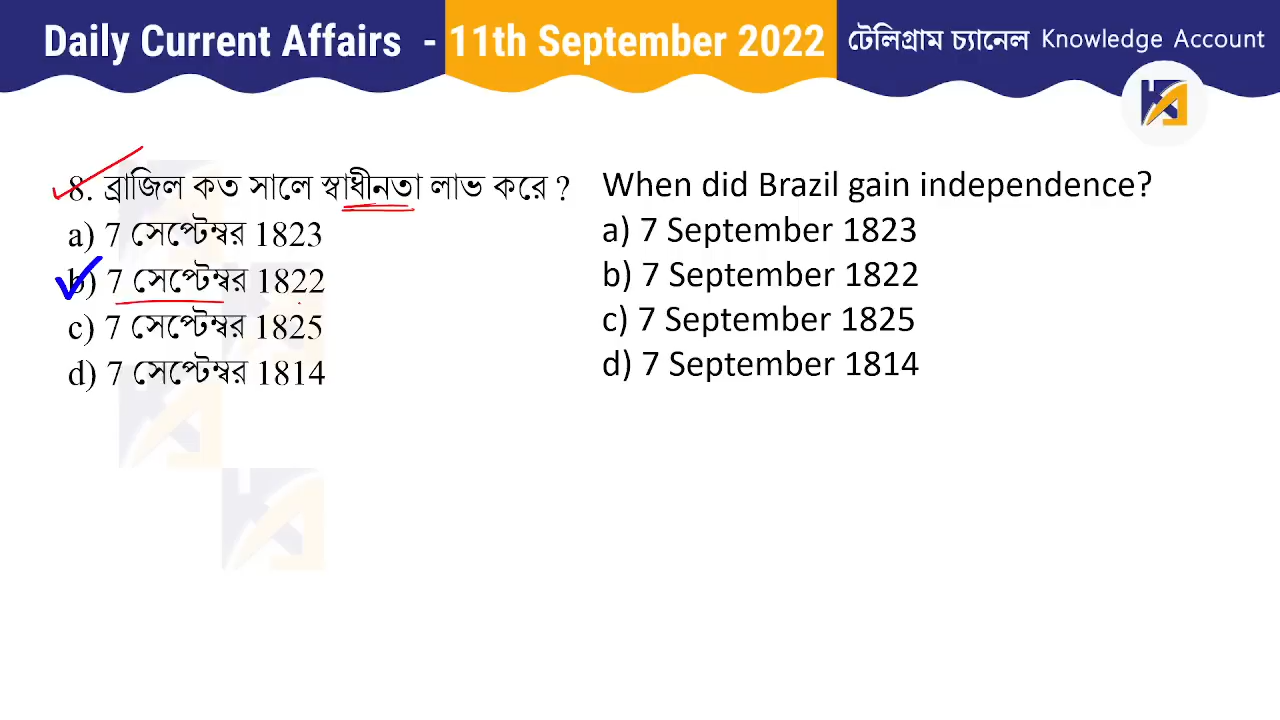 Daily Current Affairs - 11th September 2022
টেলিগ্রাম চ্যানেল Knowledge Account
8. ব্রাজিল কত সালে স্বাধীনতা লাভ করে ?
a) 7 সেপ্টেম্বর 1823
b) 7 সেপ্টেম্বর 1822
c) 7 সেপ্টেম্বর 1825
d) 7 সেপ্টেম্বর 1814
When did Brazil gain independence?
a) 7 September 1823
b) 7 September 1822
c) 7 September 1825
d) 7 September 1814